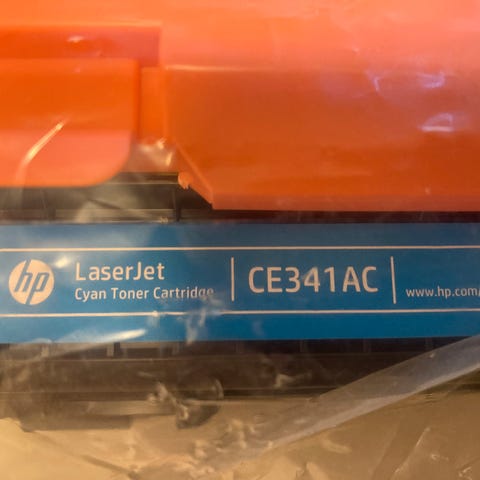 hp
LaserJet
Cyan Toner Cartridge
CE341AC
www.hp.com/